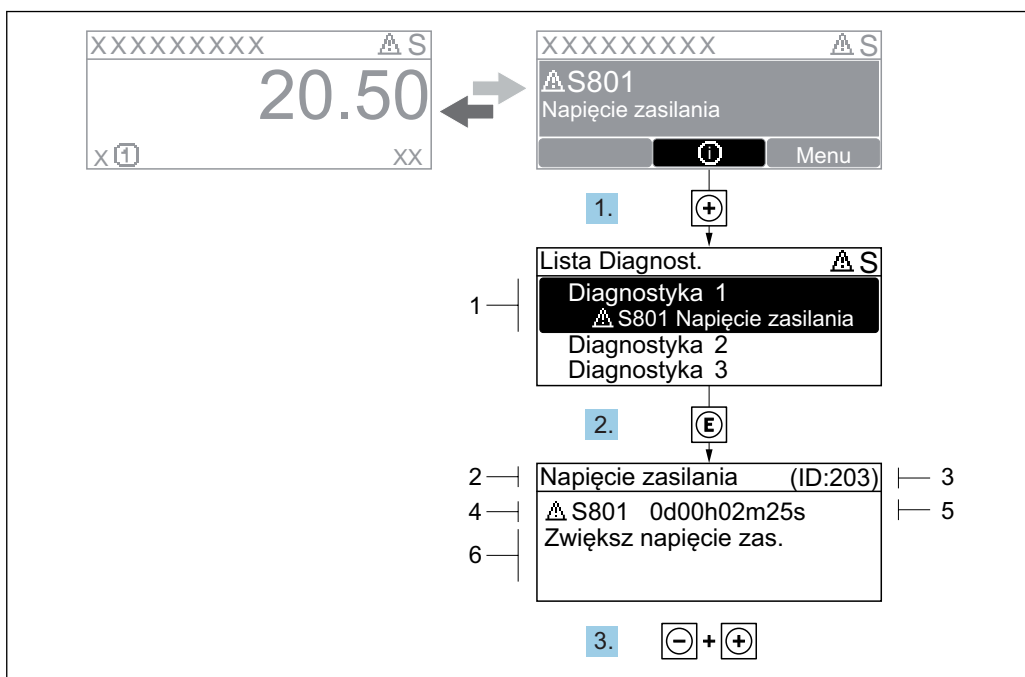 XXXXXXXXX ⚠ S
20.50
X ① XX
XXXXXXXXX ⚠ S
⚠S801
Napięcie zasilania
ⓘ Menu
1. +
Lista Diagnost. ⚠ S
1
Diagnostyka 1
⚠ S801 Napięcie zasilania
Diagnostyka 2
Diagnostyka 3
2. E
2 Napięcie zasilania (ID:203) 3
4 ⚠ S801 0d00h02m25s 5
6 Zwiększ napięcie zas.
3. − + +